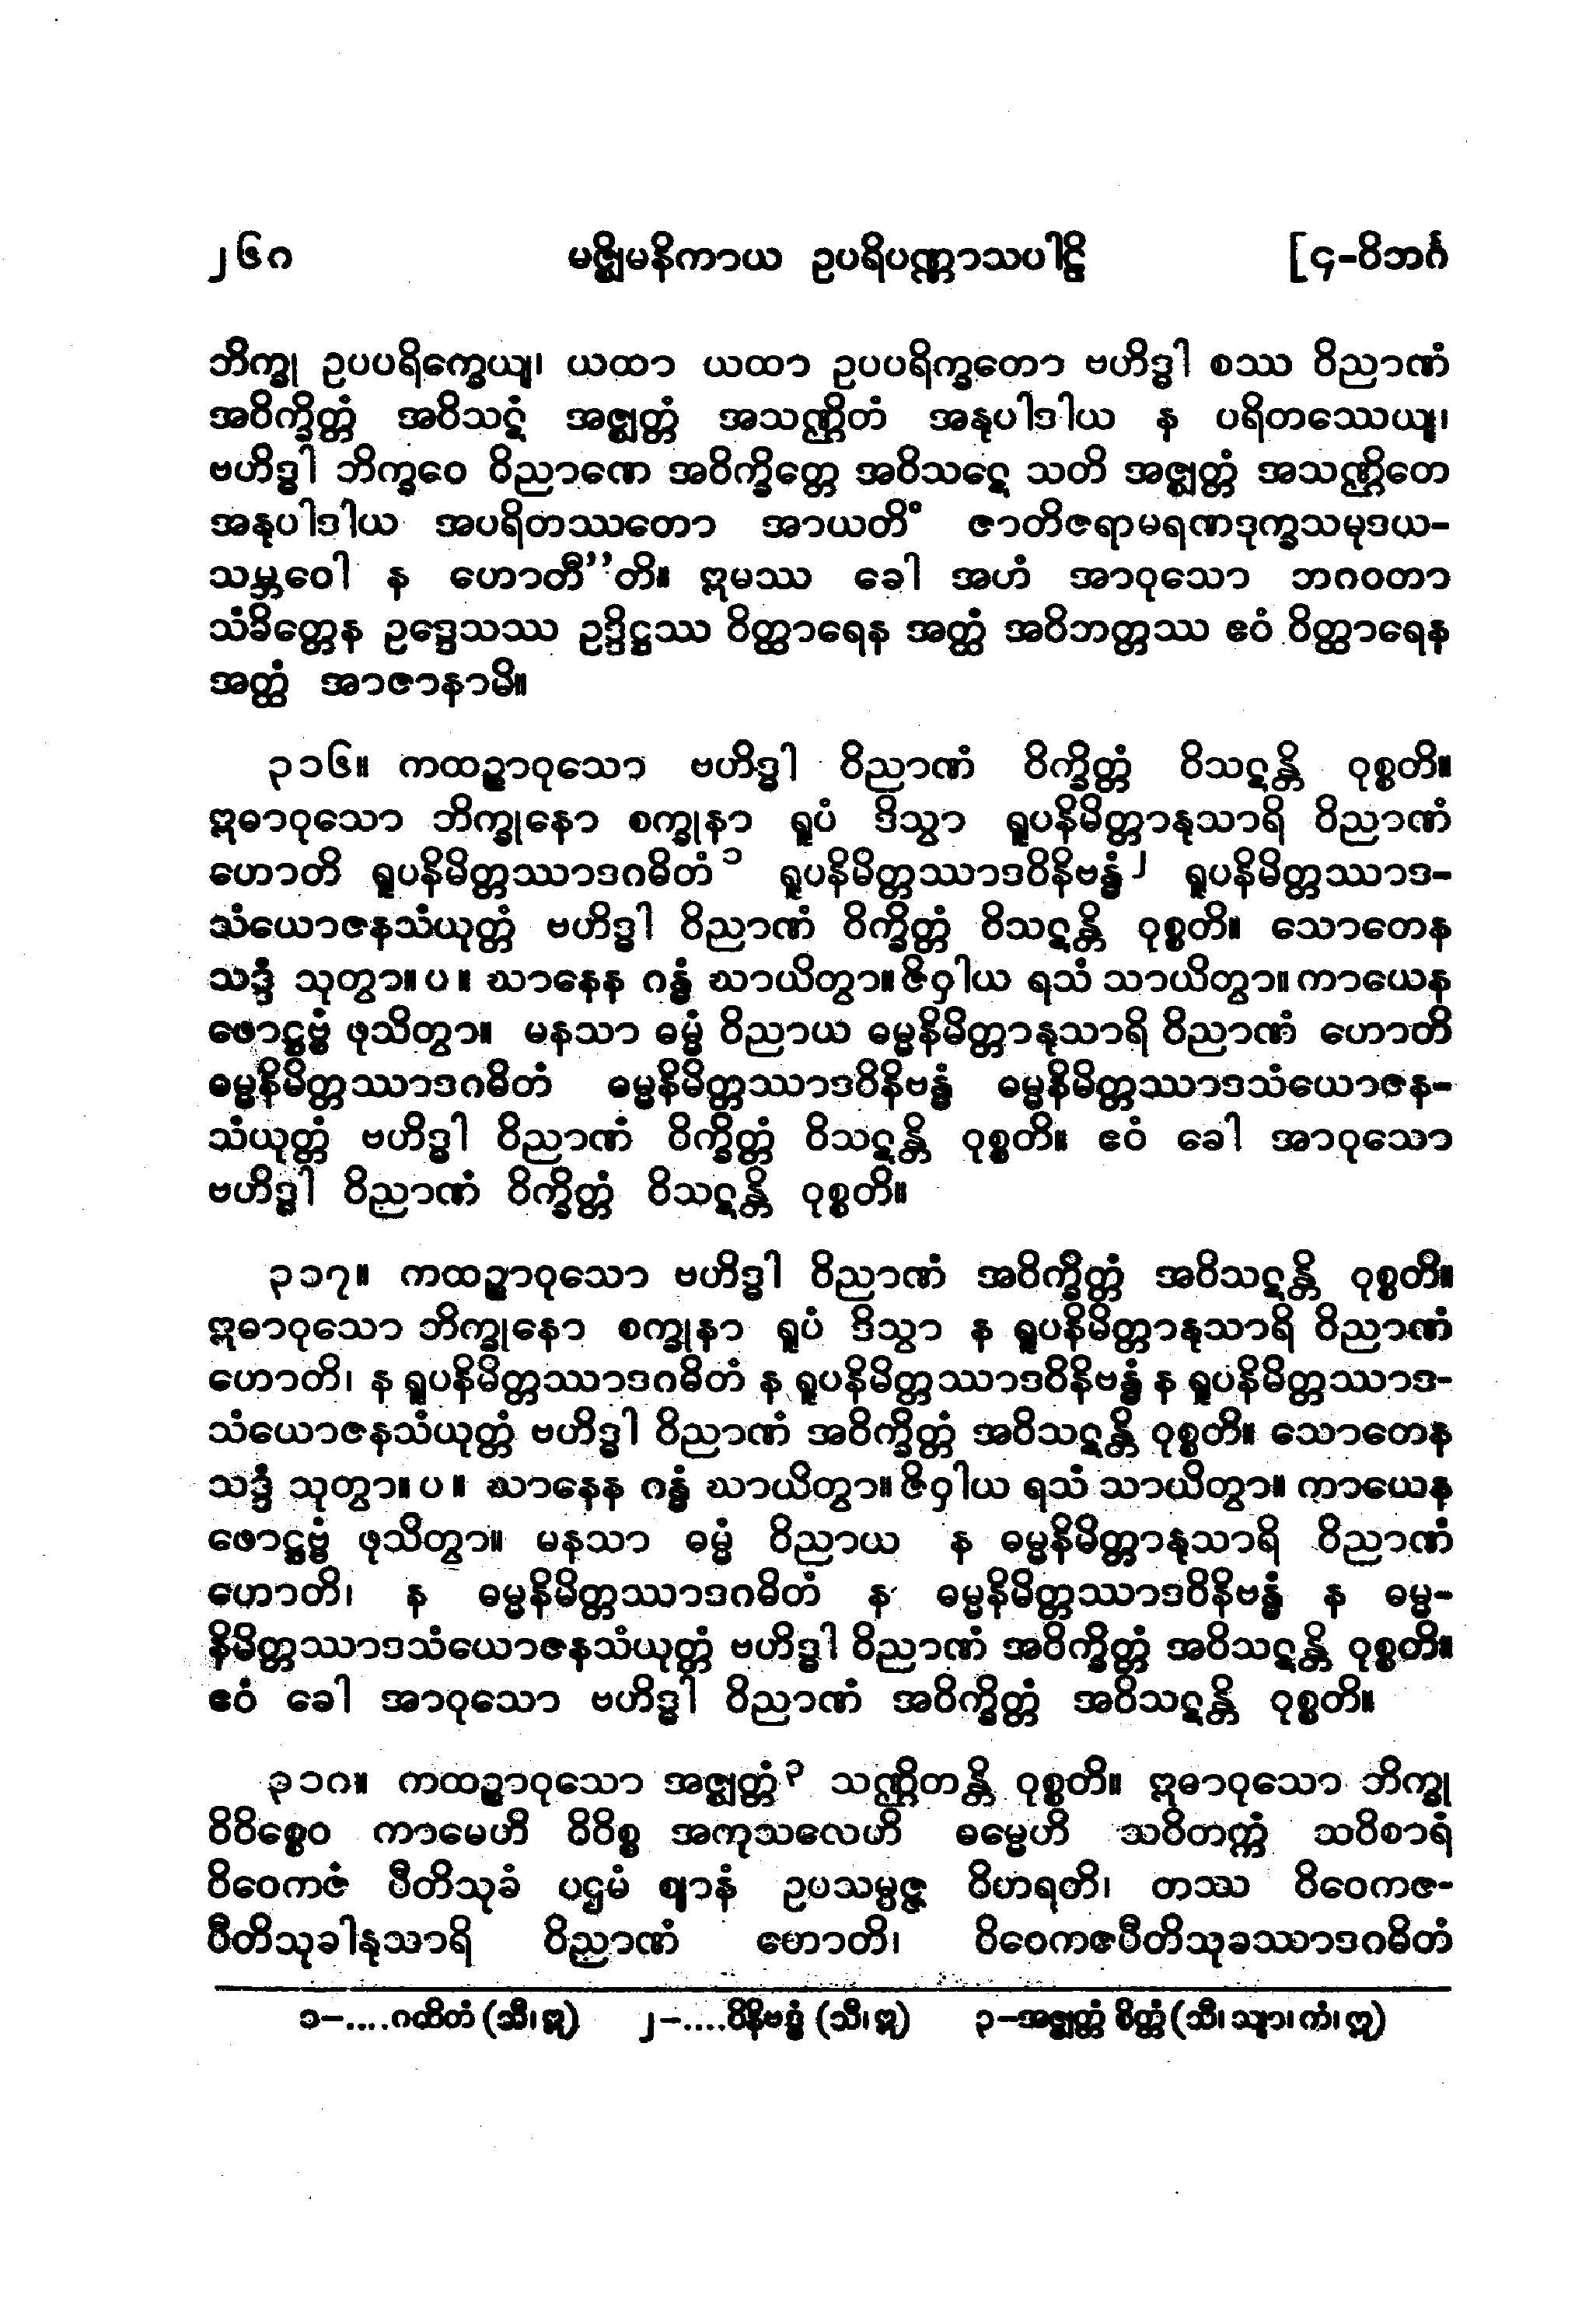 ၂၆၈ မဇ္ဈိမနိကာယ ဥပရိပဏ္ဏာသပါဠိ [၄-ဝိဘင်္ဂ
ဘိက္ခု ဥပပရိက္ခေယျ၊ ယထာ ယထာ ဥပပရိက္ခတော ဗဟိဒ္ဓါ စဿ ဝိညာဏံ
အဝိက္ခိတ္တံ အဝိသဋံ အဇ္ဈတ္တံ အသဏ္ဌိတံ အနုပါဒါယ န ပရိတဿေယျ၊
ဗဟိဒ္ဓါ ဘိက္ခဝေ ဝိညာဏေ အဝိက္ခိတ္တေ အဝိသဋေ သတိ အဇ္ဈတ္တံ အသဏ္ဌိတေ
အနုပါဒါယ အပရိတဿတော အာယတိံ ဇာတိဇရာမရဏဒုက္ခသမုဒယ-
သမ္ဘဝေါ န ဟောတီ’’တိ။ ဣမဿ ခေါ အဟံ အာဝုသော ဘဂဝတာ
သံခိတ္တေန ဥဒ္ဒေသဿ ဥဒ္ဒိဋ္ဌဿ ဝိတ္ထာရေန အတ္ထံ အဝိဘတ္တဿ ဧဝံ ဝိတ္ထာရေန
အတ္ထံ အာဇာနာမိ။
၃၁၆။ ကထဉ္စာဝုသော ဗဟိဒ္ဓါ ဝိညာဏံ ဝိက္ခိတ္တံ ဝိသဋန္တိ ဝုစ္စတိ။
ဣဓာဝုသော ဘိက္ခုနော စက္ခုနာ ရူပံ ဒိသွာ ရူပနိမိတ္တာနုသာရိ ဝိညာဏံ
ဟောတိ ရူပနိမိတ္တဿာဒဂဓိတံ၁ ရူပနိမိတ္တဿာဒဝိနိဗန္ဓံ၂ ရူပနိမိတ္တဿာဒ-
သံယောဇနသံယုတ္တံ ဗဟိဒ္ဓါ ဝိညာဏံ ဝိက္ခိတ္တံ ဝိသဋန္တိ ဝုစ္စတိ။ သောတေန
သဒ္ဒံ သုတွာ။ပ။ ဃာနေန ဂန္ဓံ ဃာယိတွာ။ ဇိဝှါယ ရသံ သာယိတွာ။ ကာယေန
ဖောဋ္ဌဗ္ဗံ ဖုသိတွာ။ မနသာ ဓမ္မံ ဝိညာယ ဓမ္မနိမိတ္တာနုသာရိ ဝိညာဏံ ဟောတိ
ဓမ္မနိမိတ္တဿာဒဂဓိတံ ဓမ္မနိမိတ္တဿာဒဝိနိဗန္ဓံ ဓမ္မနိမိတ္တဿာဒသံယောဇန-
သံယုတ္တံ ဗဟိဒ္ဓါ ဝိညာဏံ ဝိက္ခိတ္တံ ဝိသဋန္တိ ဝုစ္စတိ။ ဧဝံ ခေါ အာဝုသော
ဗဟိဒ္ဓါ ဝိညာဏံ ဝိက္ခိတ္တံ ဝိသဋန္တိ ဝုစ္စတိ။
၃၁၇။ ကထဉ္စာဝုသော ဗဟိဒ္ဓါ ဝိညာဏံ အဝိက္ခိတ္တံ အဝိသဋန္တိ ဝုစ္စတိ။
ဣဓာဝုသော ဘိက္ခုနော စက္ခုနာ ရူပံ ဒိသွာ န ရူပနိမိတ္တာနုသာရိ ဝိညာဏံ
ဟောတိ၊ န ရူပနိမိတ္တဿာဒဂဓိတံ န ရူပနိမိတ္တဿာဒဝိနိဗန္ဓံ န ရူပနိမိတ္တဿာဒ-
သံယောဇနသံယုတ္တံ ဗဟိဒ္ဓါ ဝိညာဏံ အဝိက္ခိတ္တံ အဝိသဋန္တိ ဝုစ္စတိ။ သောတေန
သဒ္ဒံ သုတွာ။ပ။ ဃာနေန ဂန္ဓံ ဃာယိတွာ။ ဇိဝှါယ ရသံ သာယိတွာ။ ကာယေန
ဖောဋ္ဌဗ္ဗံ ဖုသိတွာ။ မနသာ ဓမ္မံ ဝိညာယ န ဓမ္မနိမိတ္တာနုသာရိ ဝိညာဏံ
ဟောတိ၊ န ဓမ္မနိမိတ္တဿာဒဂဓိတံ န ဓမ္မနိမိတ္တဿာဒဝိနိဗန္ဓံ န ဓမ္မ-
နိမိတ္တဿာဒသံယောဇနသံယုတ္တံ ဗဟိဒ္ဓါ ဝိညာဏံ အဝိက္ခိတ္တံ အဝိသဋန္တိ ဝုစ္စတိ။
ဧဝံ ခေါ အာဝုသော ဗဟိဒ္ဓါ ဝိညာဏံ အဝိက္ခိတ္တံ အဝိသဋန္တိ ဝုစ္စတိ။
၃၁၈။ ကထဉ္စာဝုသော အဇ္ဈတ္တံ၃ သဏ္ဌိတန္တိ ဝုစ္စတိ။ ဣဓာဝုသော ဘိက္ခု
ဝိဝိစ္စေဝ ကာမေဟိ ဝိဝိစ္စ အကုသလေဟိ ဓမ္မေဟိ သဝိတက္ကံ သဝိစာရံ
ဝိဝေကဇံ ပီတိသုခံ ပဌမံ ဈာနံ ဥပသမ္ပဇ္ဇ ဝိဟရတိ၊ တဿ ဝိဝေကဇ-
ပီတိသုခါနုသာရိ ဝိညာဏံ ဟောတိ၊ ဝိဝေကဇပီတိသုခဿာဒဂဓိတံ
၁-....ဂထိတံ (သီ၊ဣ) ၂-....ဝိနိဗဒ္ဓံ (သီ၊ဣ) ၃-အဇ္ဈတ္တံ စိတ္တံ (သီ၊ သျာ၊ ကံ၊ ဣ)